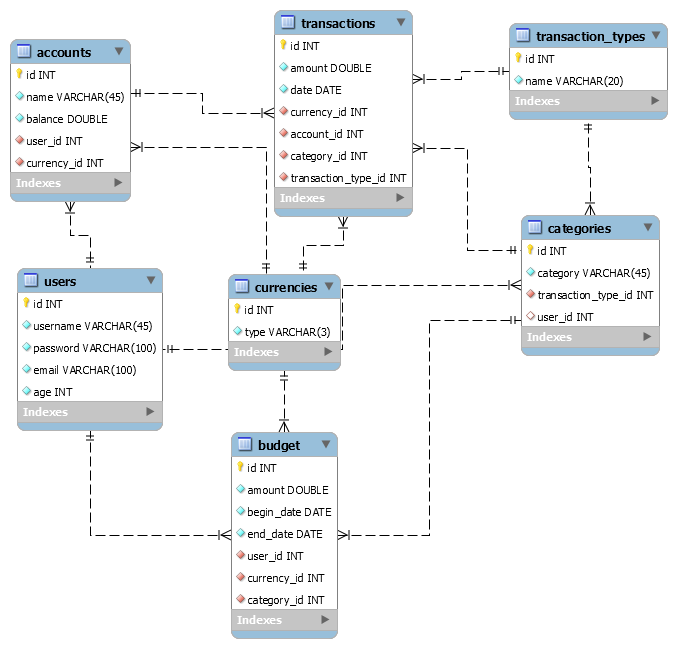 transactions
id INT
amount DOUBLE
date DATE
currency_id INT
account_id INT
category_id INT
transaction_type_id INT
Indexes
transaction_types
id INT
name VARCHAR(20)
Indexes
accounts
id INT
name VARCHAR(45)
balance DOUBLE
user_id INT
currency_id INT
Indexes
categories
id INT
category VARCHAR(45)
transaction_type_id INT
user_id INT
Indexes
users
id INT
username VARCHAR(45)
password VARCHAR(100)
email VARCHAR(100)
age INT
Indexes
currencies
id INT
type VARCHAR(3)
Indexes
budget
id INT
amount DOUBLE
begin_date DATE
end_date DATE
user_id INT
currency_id INT
category_id INT
Indexes